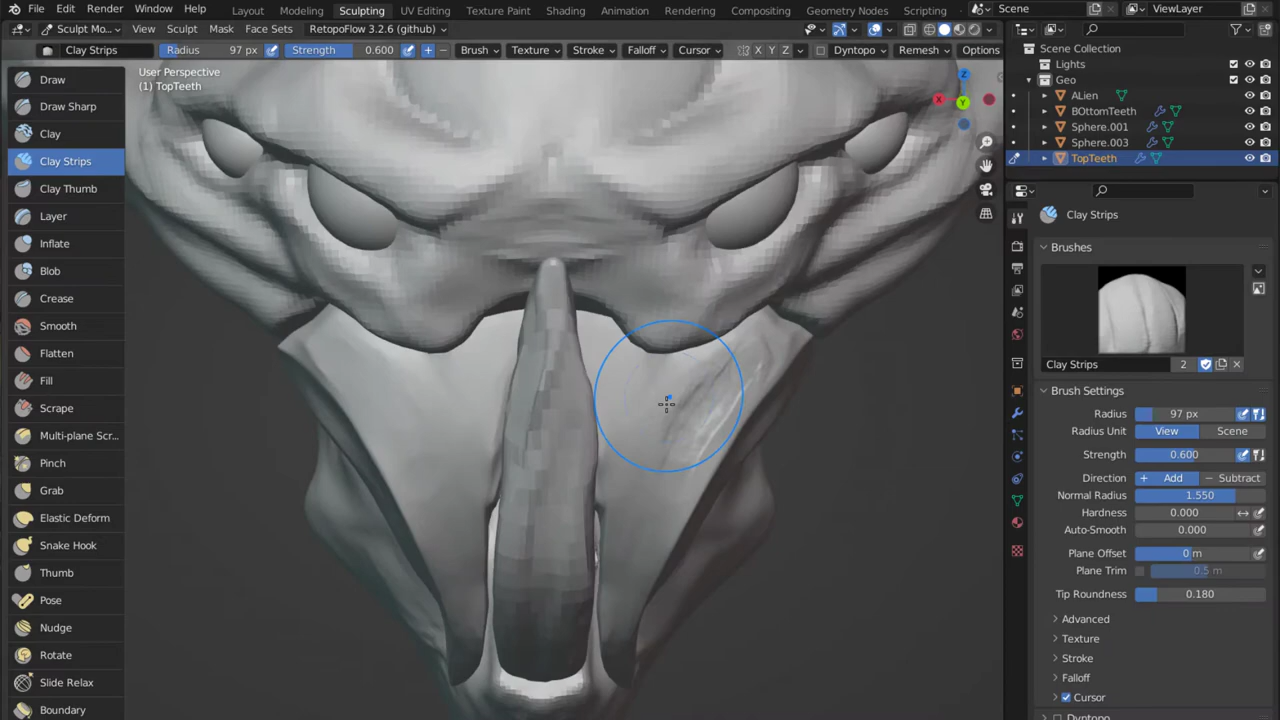 File Edit Render Window Help Layout Modeling Sculpting UV Editing Texture Paint Shading Animation Rendering Compositing Geometry Nodes Scripting Scene ViewLayer
Sculpt Mo... View Sculpt Mask Face Sets RetopoFlow 3.2.6 (github)
Clay Strips Radius 97 px Strength 0.600 Brush Texture Stroke Falloff Cursor X Y Z Dyntopo Remesh Options
User Perspective
(1) TopTeeth
Z
X
Y
Draw
Draw Sharp
Clay
Clay Strips
Clay Thumb
Layer
Inflate
Blob
Crease
Smooth
Flatten
Fill
Scrape
Multi-plane Scr...
Pinch
Grab
Elastic Deform
Snake Hook
Thumb
Pose
Nudge
Rotate
Slide Relax
Boundary
Scene Collection
Lights
Geo
ALien
BOttomTeeth
Sphere.001
Sphere.003
TopTeeth
Clay Strips
Brushes
Clay Strips 2
Brush Settings
Radius 97 px
Radius Unit View Scene
Strength 0.600
Direction + Add − Subtract
Normal Radius 1.550
Hardness 0.000
Auto-Smooth 0.000
Plane Offset 0 m
Plane Trim 0.5 m
Tip Roundness 0.180
Advanced
Texture
Stroke
Falloff
Cursor
Dyntopo